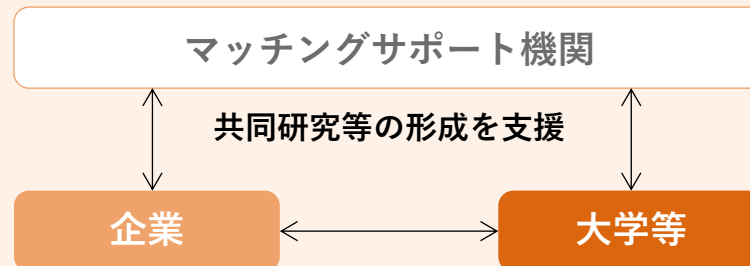 マッチングサポート機関
共同研究等の形成を支援
企業
大学等